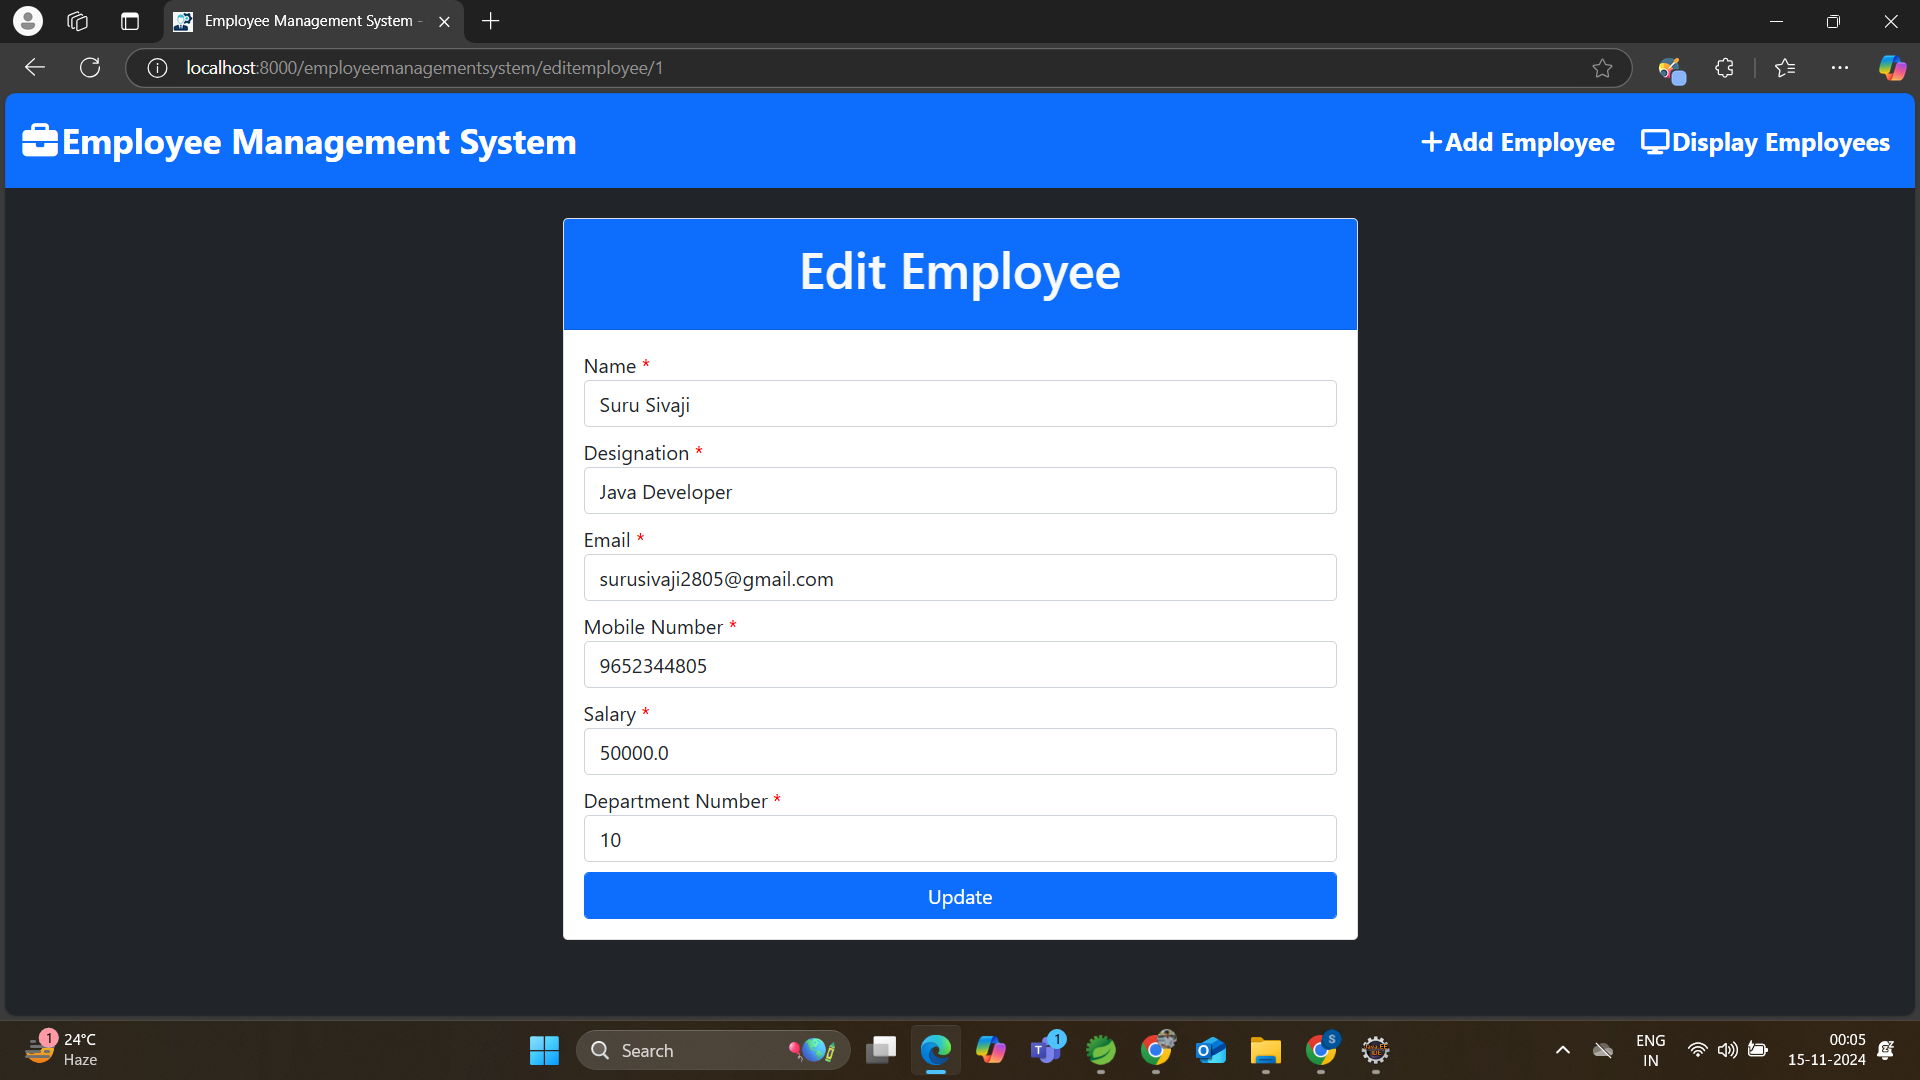 Employee Management System -
localhost:8000/employeemanagementsystem/editemployee/1
Employee Management System
Add Employee
Display Employees
Edit Employee
Name *
Suru Sivaji
Designation *
Java Developer
Email *
surusivaji2805@gmail.com
Mobile Number *
9652344805
Salary *
50000.0
Department Number *
10
Update
1
24°C
Haze
Search
1
S
ENG
IN
00:05
15-11-2024